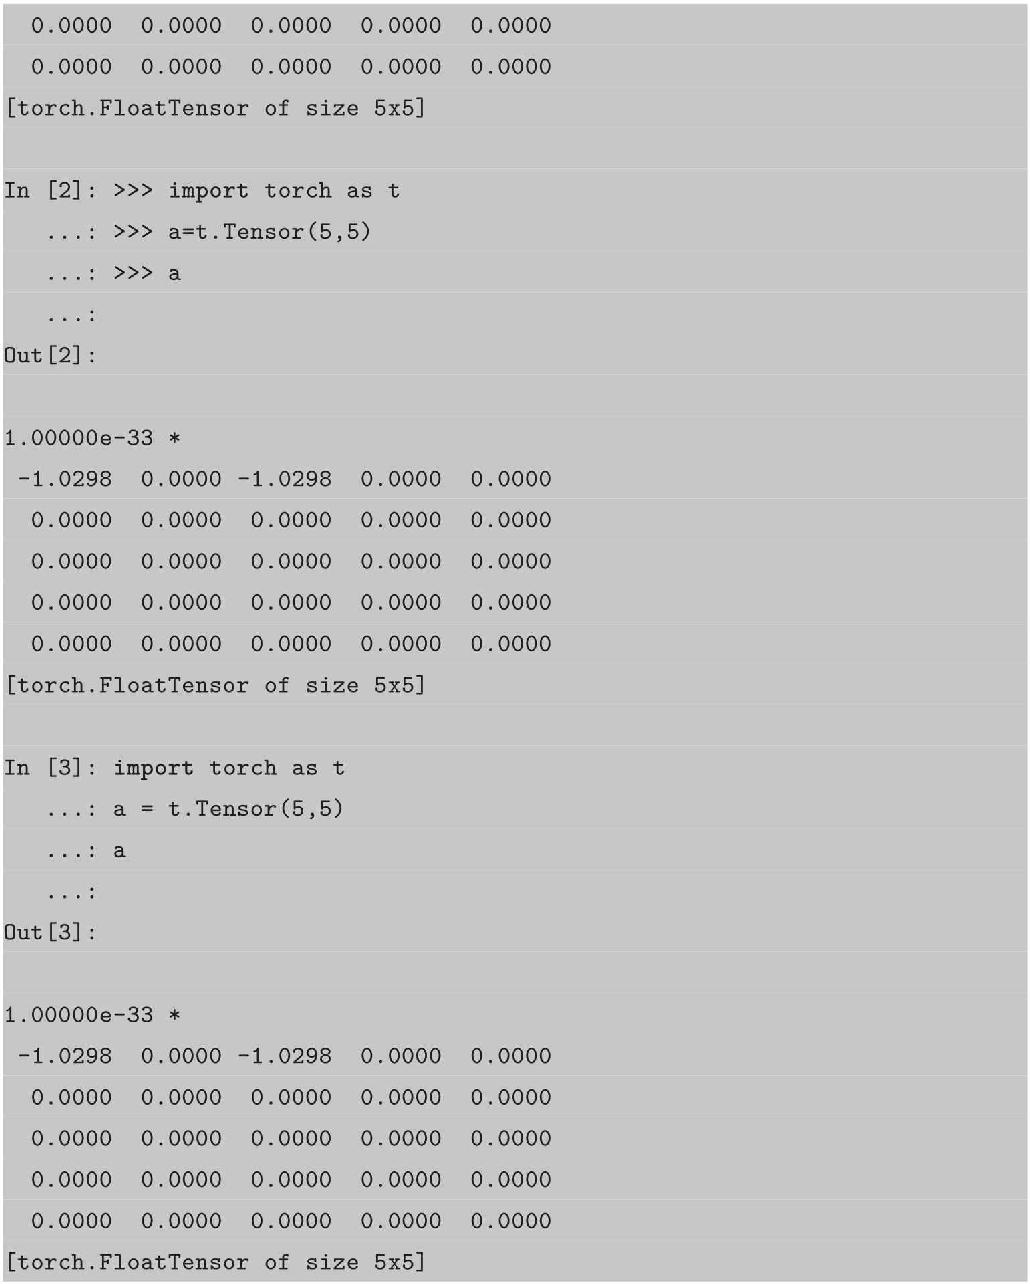 0.0000 0.0000 0.0000 0.0000 0.0000
0.0000 0.0000 0.0000 0.0000 0.0000
[torch.FloatTensor of size 5x5]
In [2]: >>> import torch as t
...: >>> a=t.Tensor(5,5)
...: >>> a
...:
Out[2]:
1.00000e-33 *
-1.0298 0.0000 -1.0298 0.0000 0.0000
0.0000 0.0000 0.0000 0.0000 0.0000
0.0000 0.0000 0.0000 0.0000 0.0000
0.0000 0.0000 0.0000 0.0000 0.0000
0.0000 0.0000 0.0000 0.0000 0.0000
[torch.FloatTensor of size 5x5]
In [3]: import torch as t
...: a = t.Tensor(5,5)
...: a
...:
Out[3]:
1.00000e-33 *
-1.0298 0.0000 -1.0298 0.0000 0.0000
0.0000 0.0000 0.0000 0.0000 0.0000
0.0000 0.0000 0.0000 0.0000 0.0000
0.0000 0.0000 0.0000 0.0000 0.0000
0.0000 0.0000 0.0000 0.0000 0.0000
[torch.FloatTensor of size 5x5]